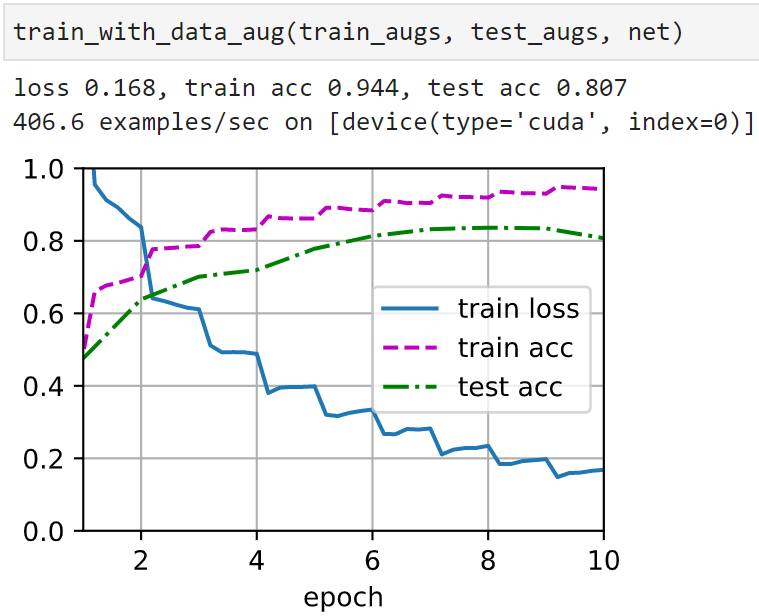 train_with_data_aug(train_augs, test_augs, net)
loss 0.168, train acc 0.944, test acc 0.807
406.6 examples/sec on [device(type='cuda', index=0)]
1.0
0.8
0.6
0.4
0.2
0.0
train loss
train acc
test acc
2 4 6 8 10
epoch